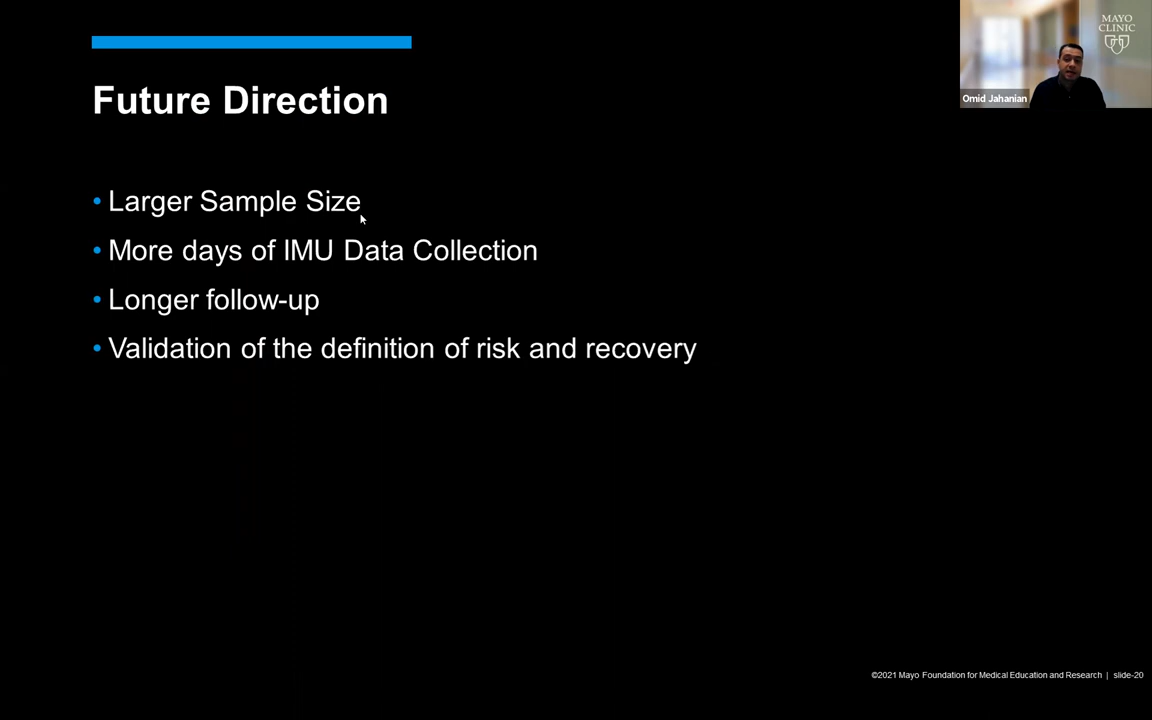 MAYO
CLINIC
Omid Jahanian
Future Direction
• Larger Sample Size
• More days of IMU Data Collection
• Longer follow-up
• Validation of the definition of risk and recovery
©2021 Mayo Foundation for Medical Education and Research | slide-20